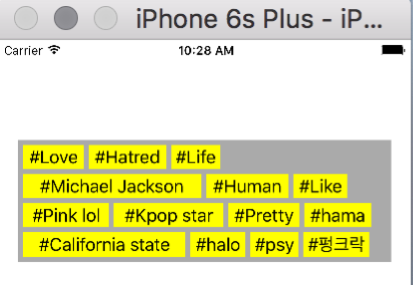 iPhone 6s Plus - iP...
Carrier 10:28 AM
#Love #Hatred #Life
#Michael Jackson #Human #Like
#Pink lol #Kpop star #Pretty #hama
#California state #halo #psy #펑크락